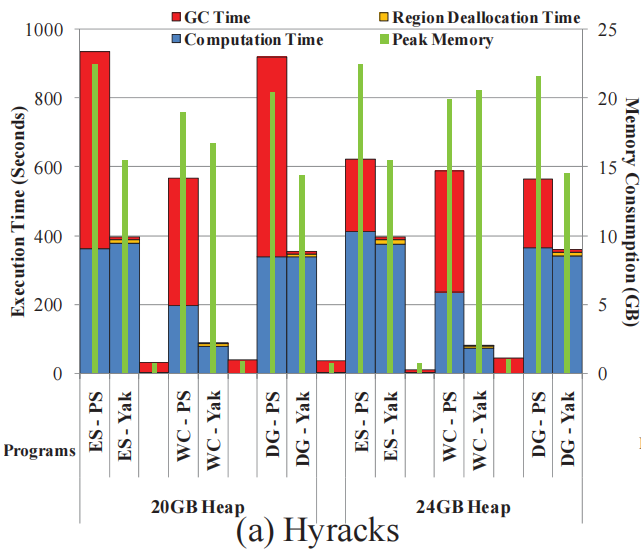 GC Time
Region Deallocation Time
Computation Time
Peak Memory
1000
800
600
400
200
0
Execution Time (Seconds)
25
20
15
10
5
0
Memory Consumption (GB)
Programs
ES - PS
ES - Yak
WC - PS
WC - Yak
DG - PS
DG - Yak
ES - PS
ES - Yak
WC - PS
WC - Yak
DG - PS
DG - Yak
20GB Heap
24GB Heap
(a) Hyracks